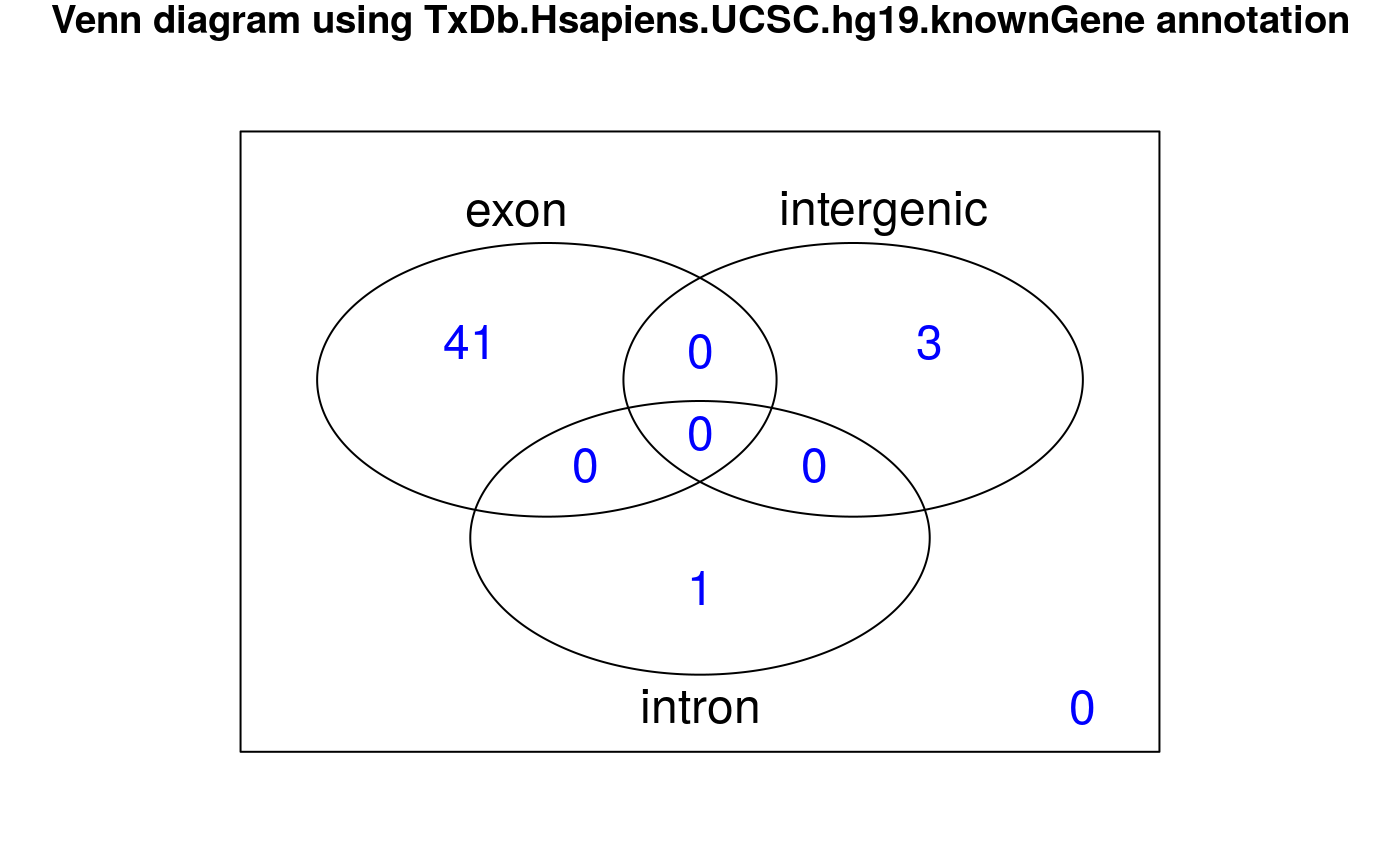 Venn diagram using TxDb.Hsapiens.UCSC.hg19.knownGene annotation
exon intergenic
41 0 3
0
0 0
1
intron 0